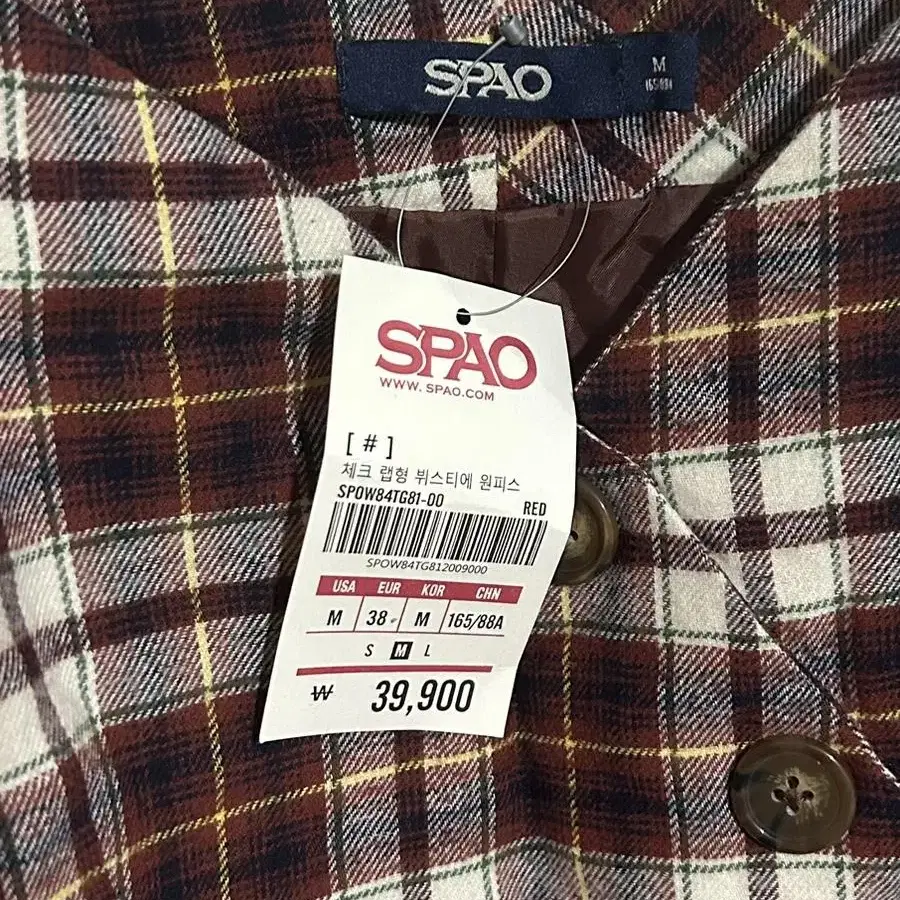 SPAO
M
SPAO
WWW.SPAO.COM
[ # ]
체크 랩형 뷔스티에 원피스
SPOW84TG81-00 RED
SPOW84TG812009000
USA EUR KOR CHN
M 38 M 165/88A
S M L
₩ 39,900